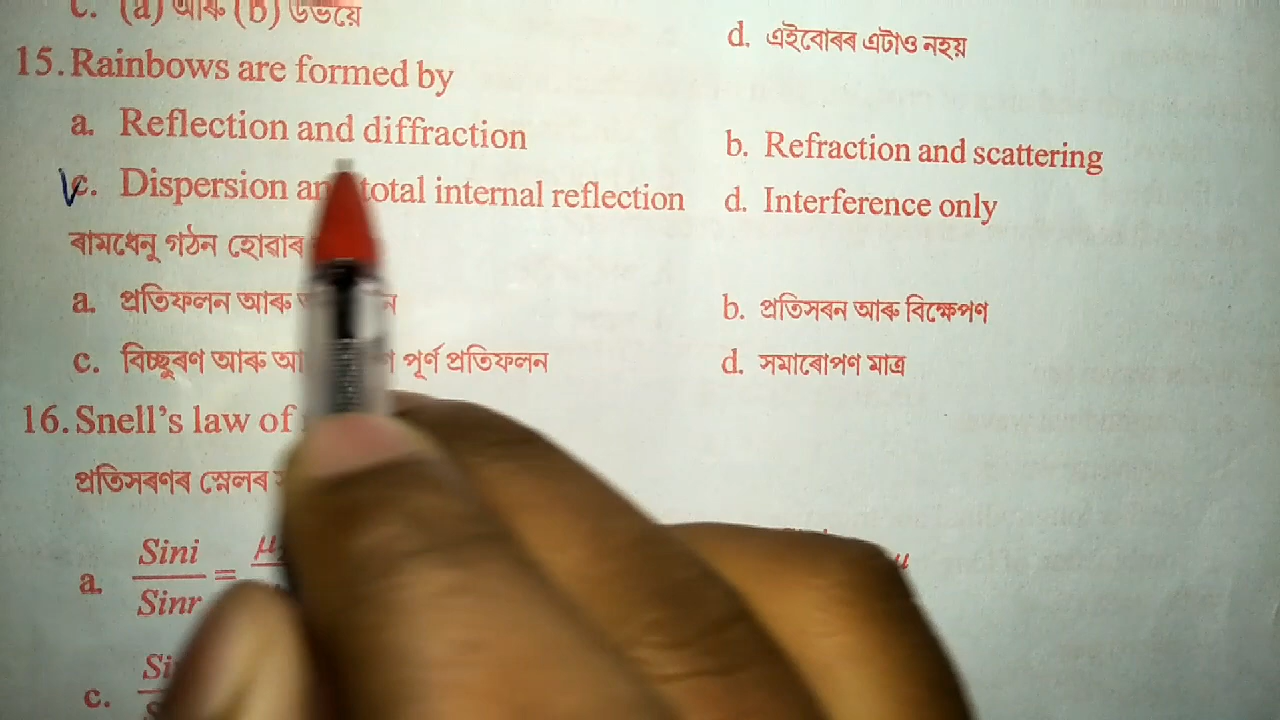 c. (a) আৰু (b) উভয়ে
d. এইবোৰৰ এটাও নহয়
15. Rainbows are formed by
a. Reflection and diffraction
b. Refraction and scattering
c. Dispersion and total internal reflection
d. Interference only
ৰামধেনু গঠন হোৱাৰ
a. প্ৰতিফলন আৰু
b. প্ৰতিসৰন আৰু বিক্ষেপণ
c. বিচ্ছুৰণ আৰু পূৰ্ণ প্ৰতিফলন
d. সমাৰোপণ মাত্ৰ
16. Snell's law of
প্ৰতিসৰণৰ স্নেলৰ
a. Sini/Sinr = μ
c.